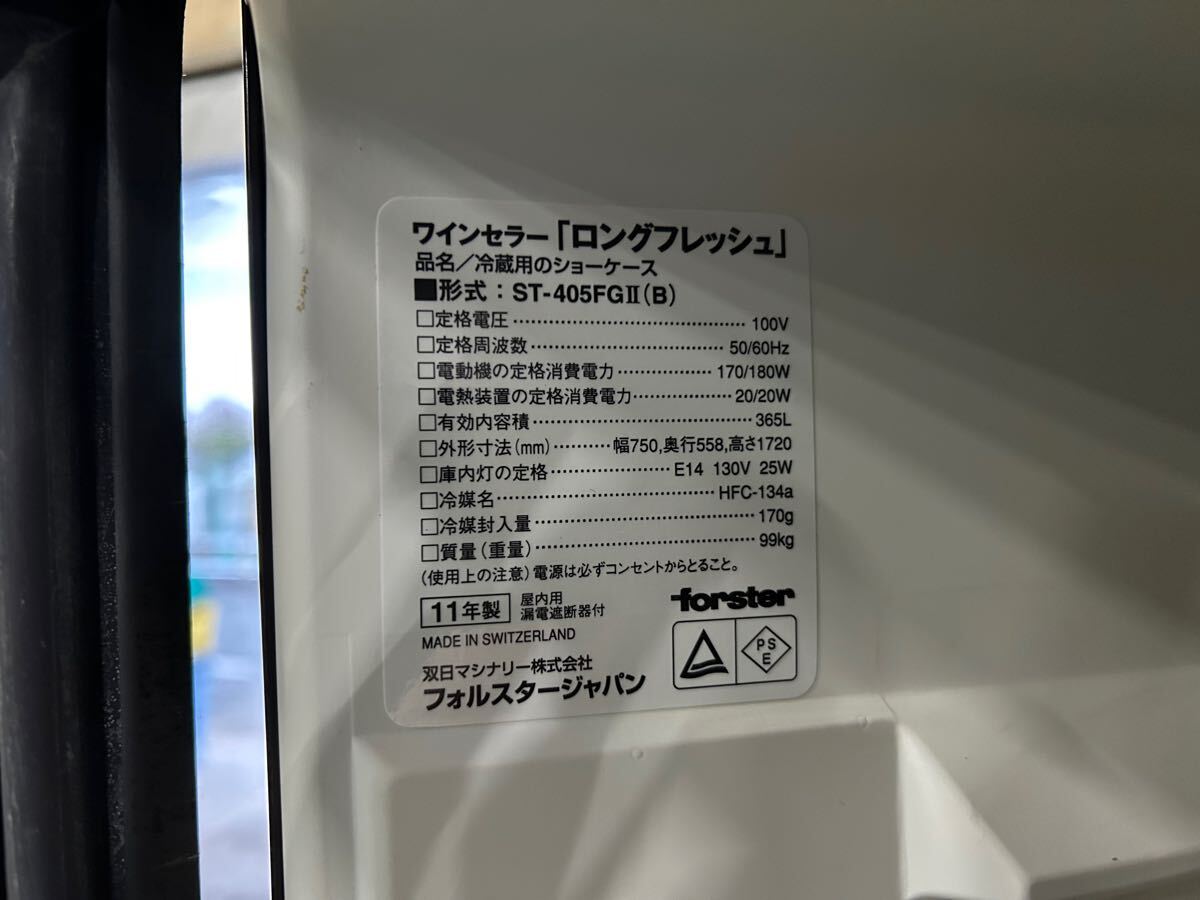 ワインセラー「ロングフレッシュ」
品名／冷蔵用のショーケース
■形式：ST-405FGⅡ(B)
□定格電圧 100V
□定格周波数 50/60Hz
□電動機の定格消費電力 170/180W
□電熱装置の定格消費電力 20/20W
□有効内容積 365L
□外形寸法(mm) 幅750,奥行558,高さ1720
□庫内灯の定格 E14 130V 25W
□冷媒名 HFC-134a
□冷媒封入量 170g
□質量(重量) 99kg
(使用上の注意)電源は必ずコンセントからとること。
11年製 屋内用 漏電遮断器付
forster
MADE IN SWITZERLAND
PS E
双日マシナリー株式会社
フォルスタージャパン